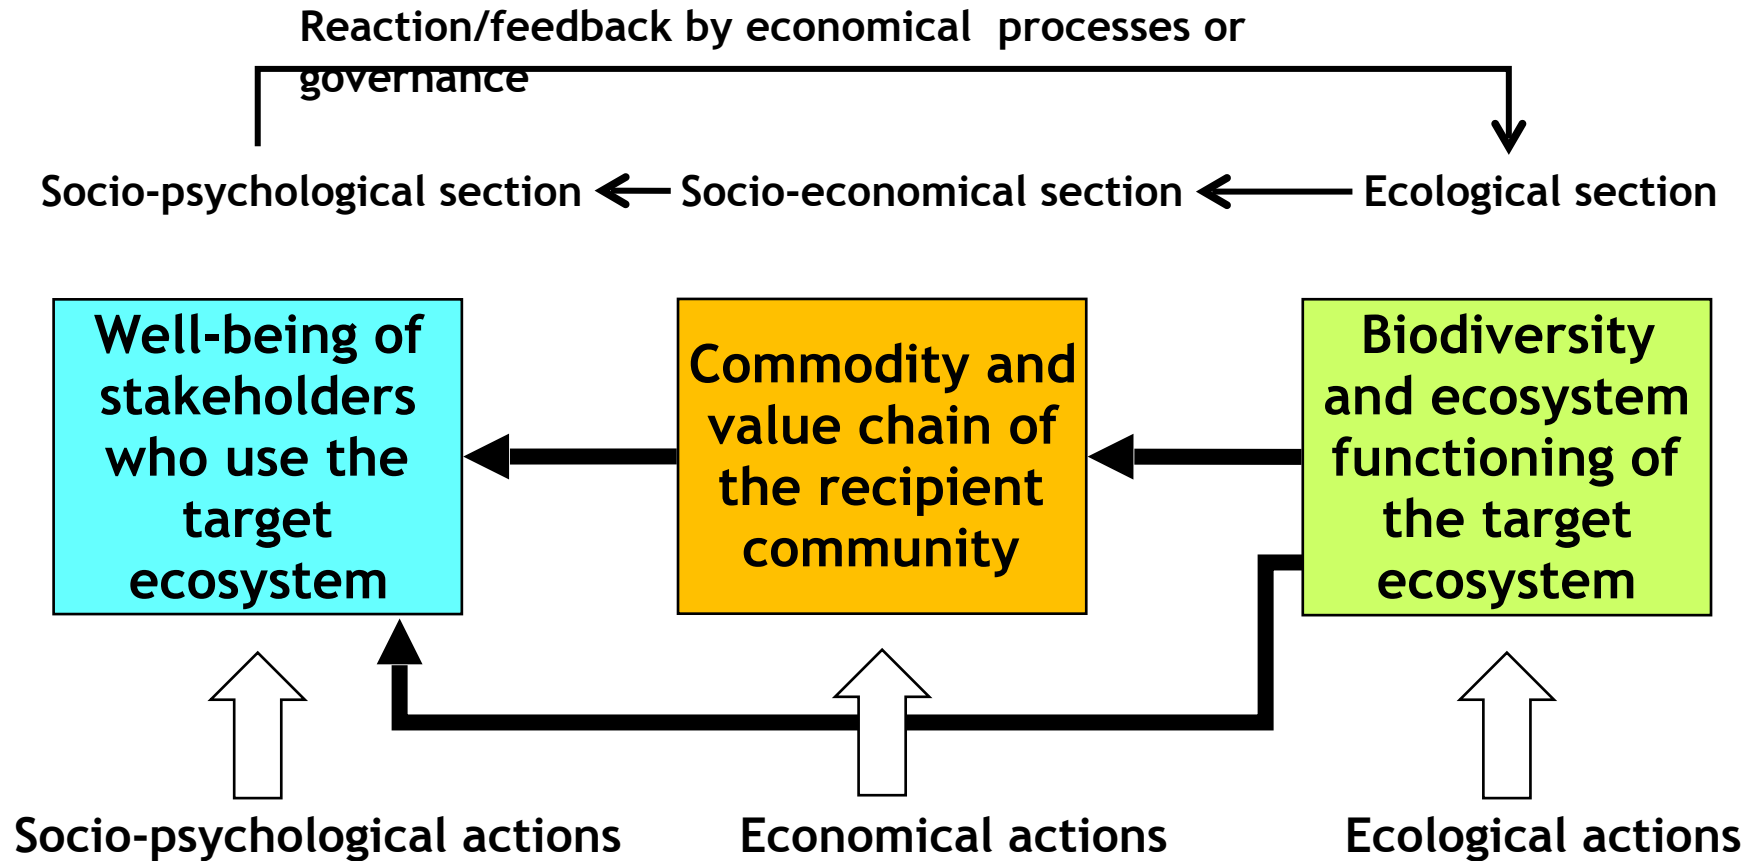 Reaction/feedback by economical  processes or
governance
Socio-psychological section
Socio-economical section
Ecological section
Well-being of
stakeholders
who use the
target
ecosystem
Commodity and
value chain of
the recipient
community
Biodiversity
and ecosystem
functioning of
the target
ecosystem
Socio-psychological actions
Economical actions
Ecological actions